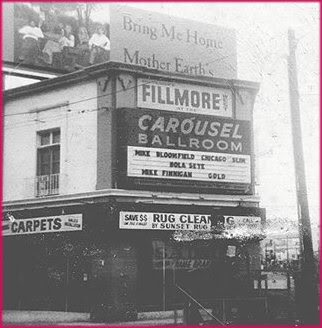 Bring Me Home
Mother Earth's
FILLMORE
CAROUSEL
BALLROOM
MIKE BLOOMFIELD CHICAGO SLIM
BOLA SETE
MIKE FINNIGAN GOLD
CARPETS
SAVE $$ RUG CLEANING CALL
BY SUNSET RUG